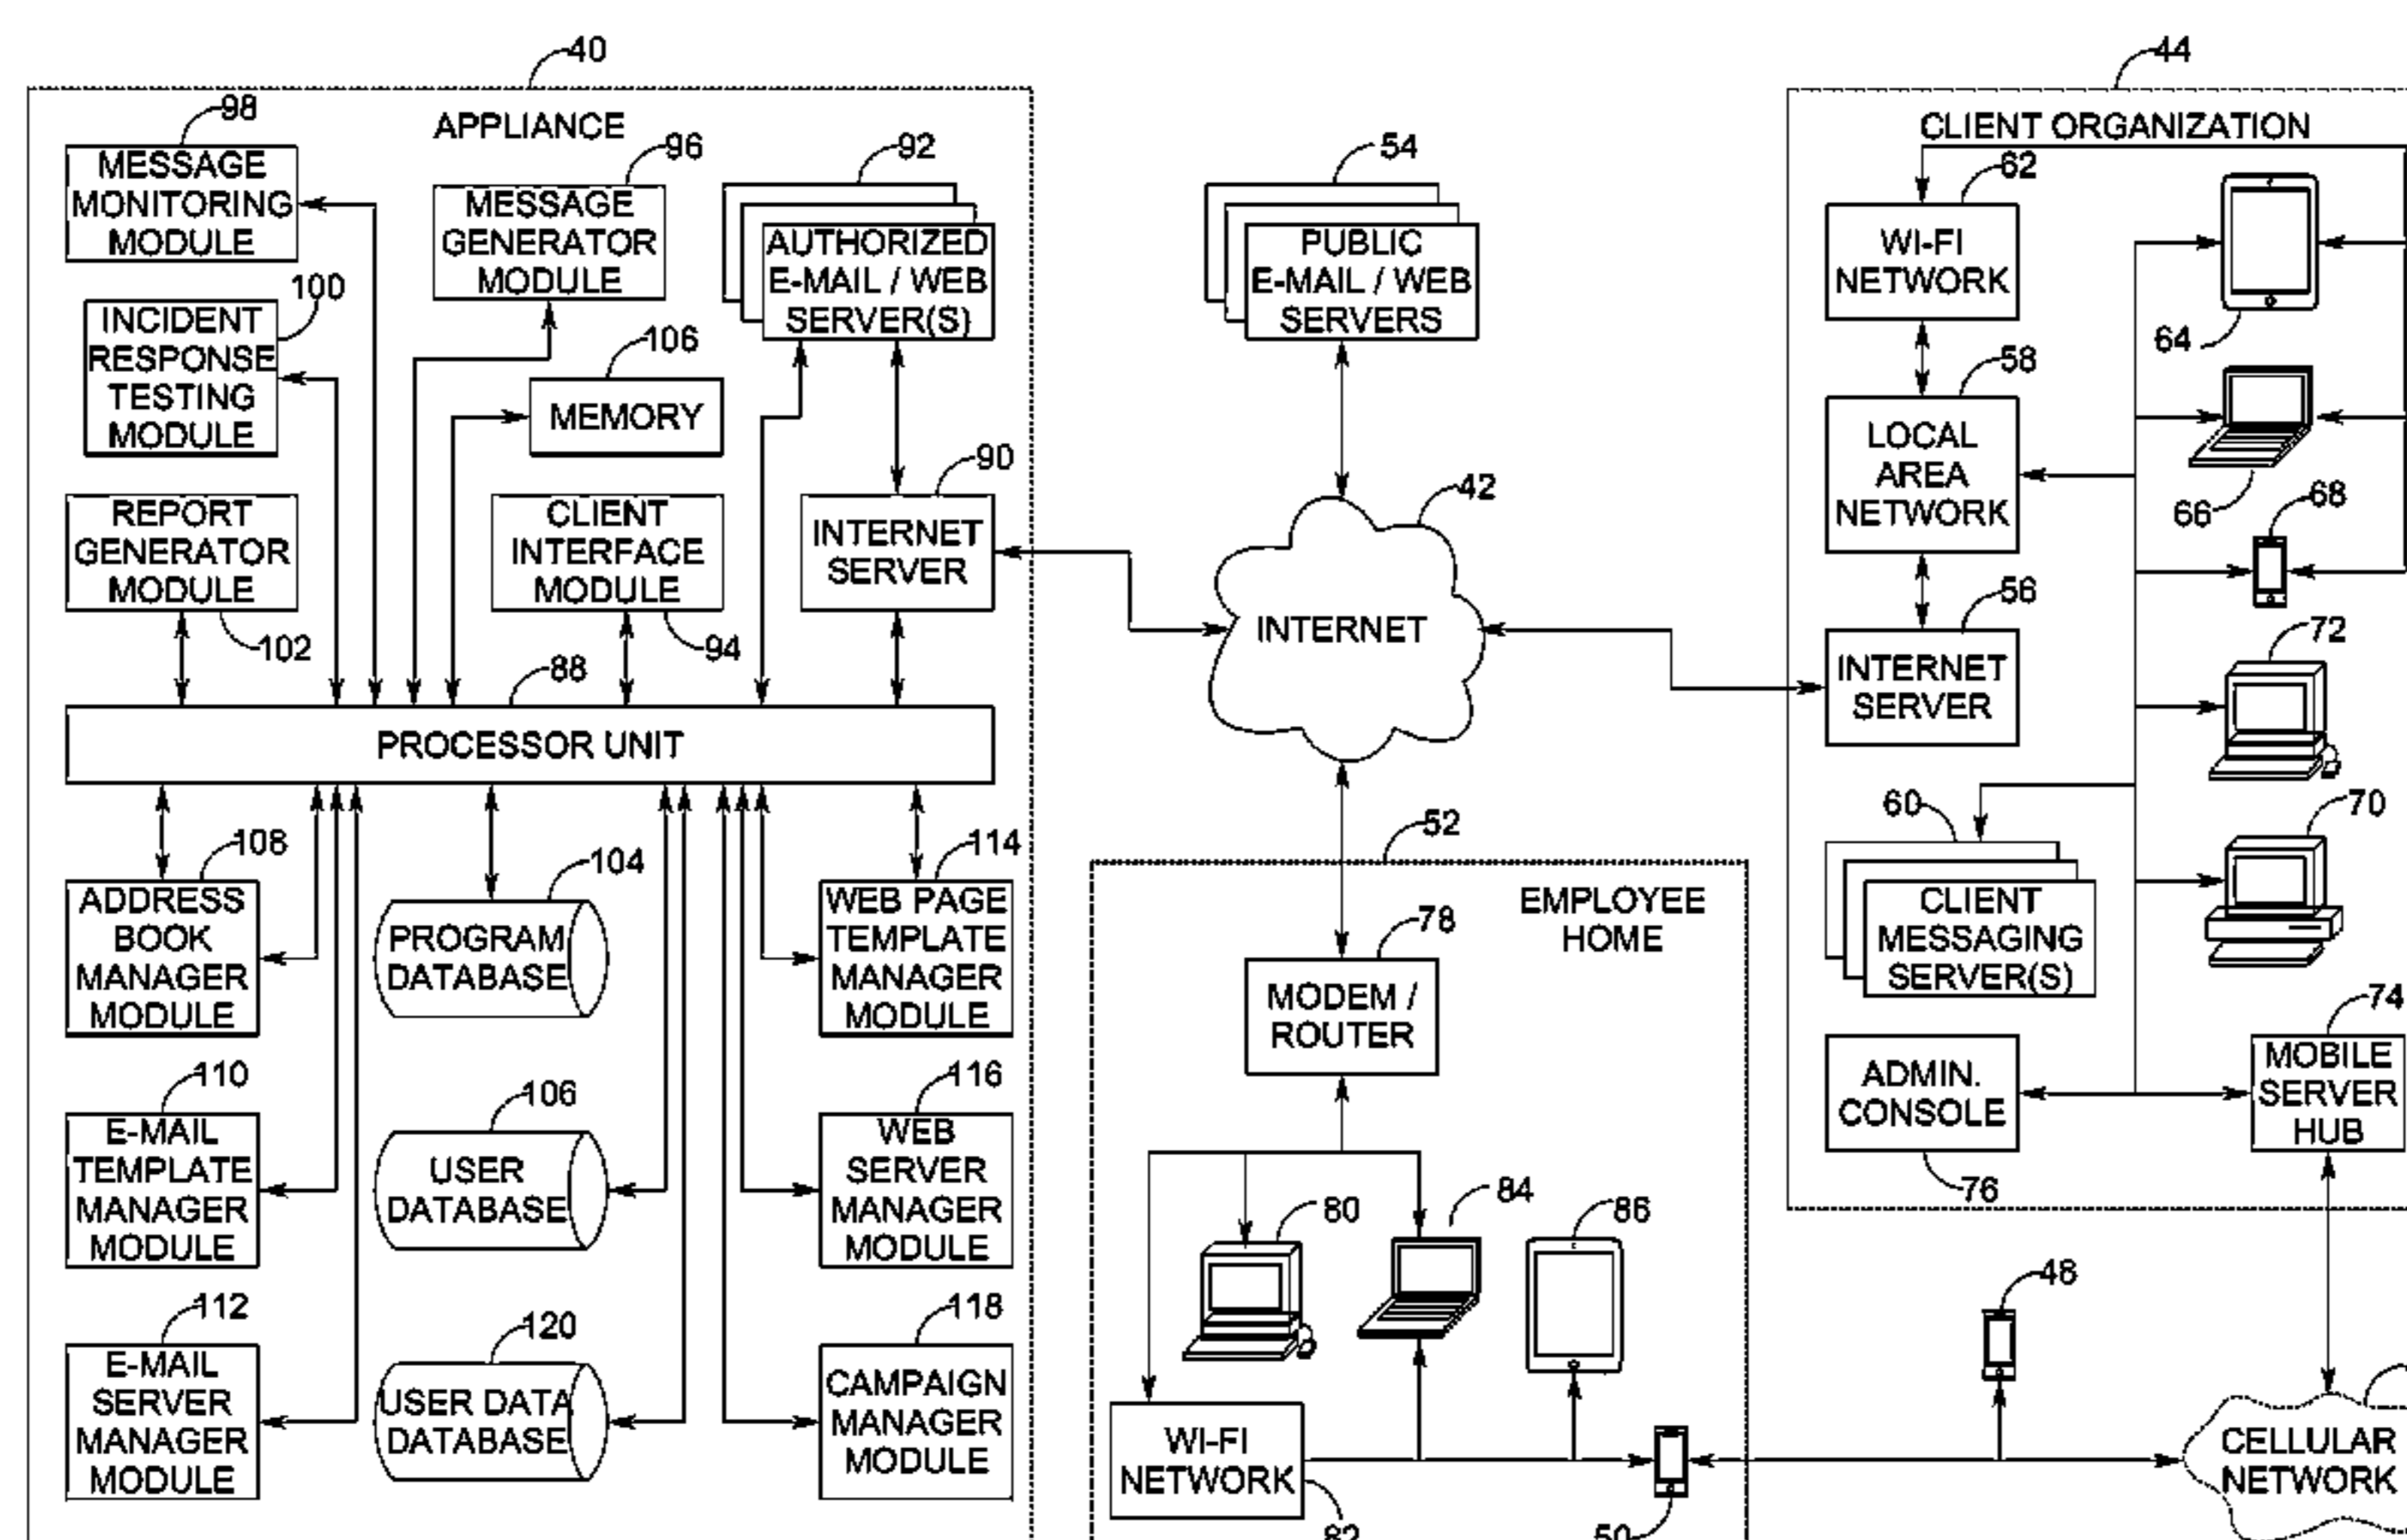 40
APPLIANCE
98
MESSAGE
MONITORING
MODULE
96
MESSAGE
GENERATOR
MODULE
92
AUTHORIZED
E-MAIL / WEB
SERVER(S)
100
INCIDENT
RESPONSE
TESTING
MODULE
106
MEMORY
90
INTERNET
SERVER
REPORT
GENERATOR
MODULE
102
CLIENT
INTERFACE
MODULE
94
88
PROCESSOR UNIT
108
ADDRESS
BOOK
MANAGER
MODULE
104
PROGRAM
DATABASE
114
WEB PAGE
TEMPLATE
MANAGER
MODULE
110
E-MAIL
TEMPLATE
MANAGER
MODULE
106
USER
DATABASE
116
WEB
SERVER
MANAGER
MODULE
112
E-MAIL
SERVER
MANAGER
MODULE
120
USER DATA
DATABASE
118
CAMPAIGN
MANAGER
MODULE
54
PUBLIC
E-MAIL / WEB
SERVERS
42
INTERNET
52
EMPLOYEE
HOME
78
MODEM /
ROUTER
80
84
86
WI-FI
NETWORK
82
50
44
CLIENT ORGANIZATION
62
WI-FI
NETWORK
64
58
LOCAL
AREA
NETWORK
66
68
56
INTERNET
SERVER
72
60
CLIENT
MESSAGING
SERVER(S)
70
74
MOBILE
SERVER
HUB
ADMIN.
CONSOLE
76
48
CELLULAR
NETWORK